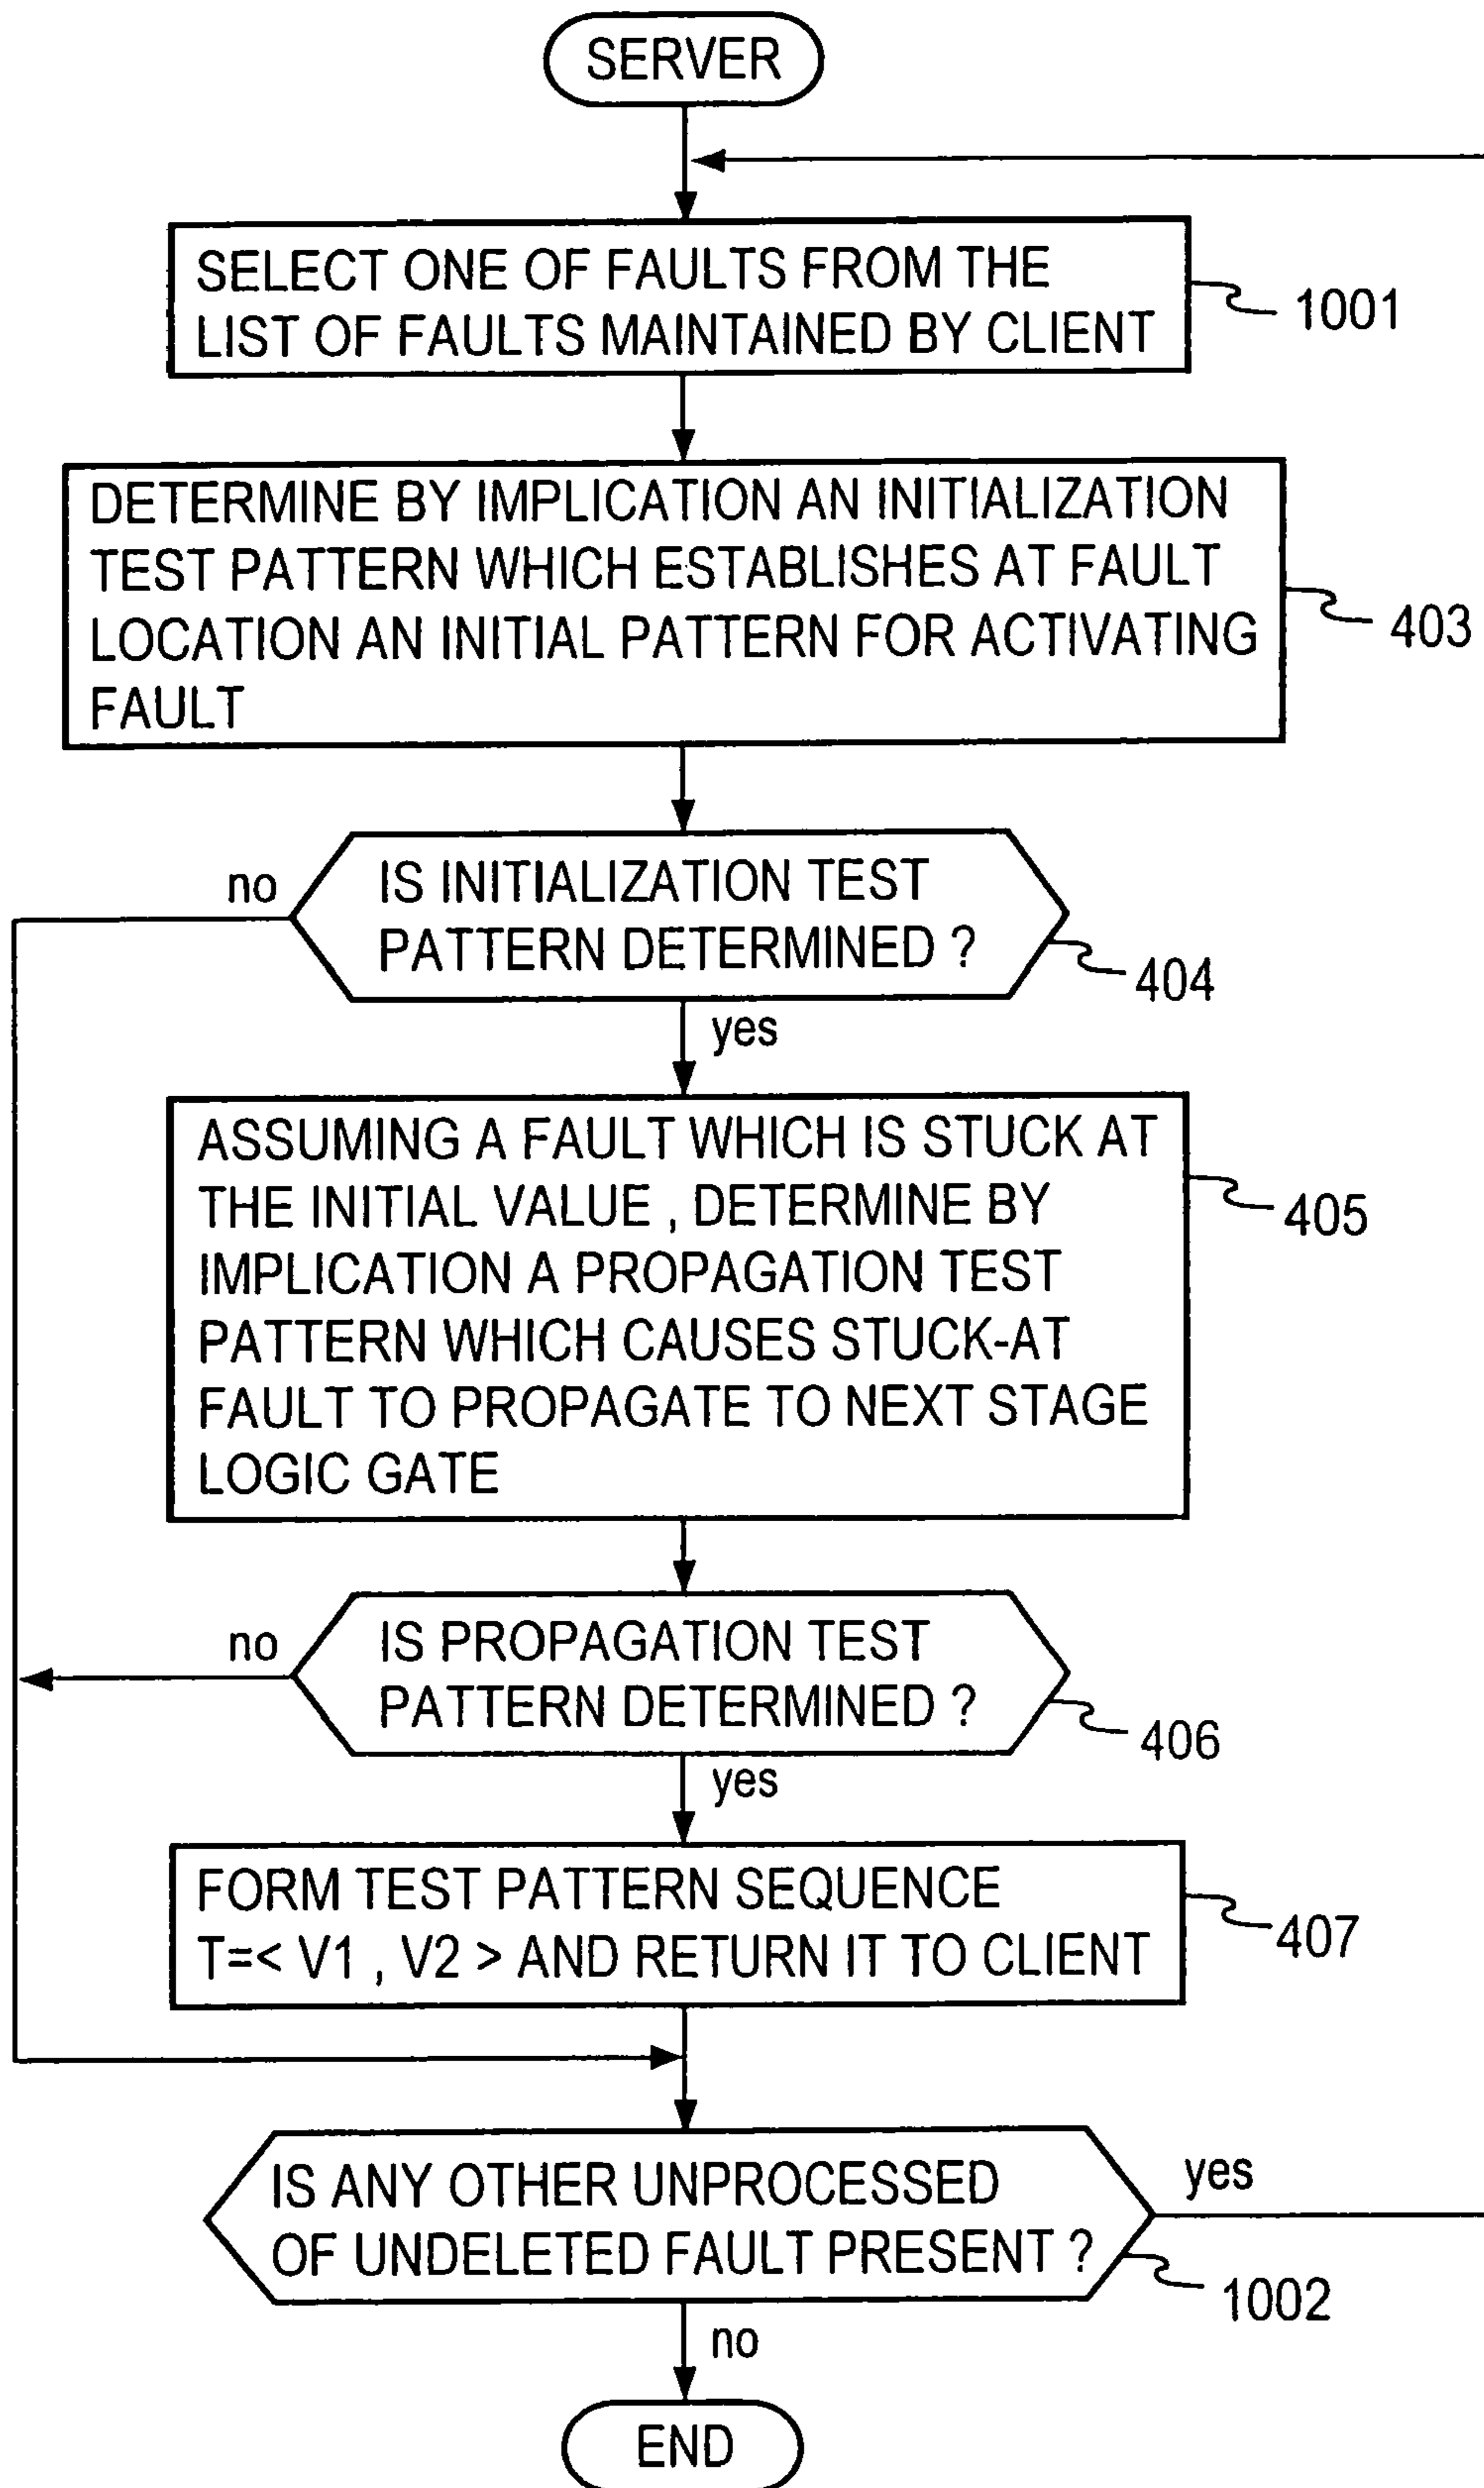 SERVER
SELECT ONE OF FAULTS FROM THE
LIST OF FAULTS MAINTAINED BY CLIENT
1001
DETERMINE BY IMPLICATION AN INITIALIZATION
TEST PATTERN WHICH ESTABLISHES AT FAULT
LOCATION AN INITIAL PATTERN FOR ACTIVATING
FAULT
403
no
IS INITIALIZATION TEST
PATTERN DETERMINED ?
404
yes
ASSUMING A FAULT WHICH IS STUCK AT
THE INITIAL VALUE , DETERMINE BY
IMPLICATION A PROPAGATION TEST
PATTERN WHICH CAUSES STUCK-AT
FAULT TO PROPAGATE TO NEXT STAGE
LOGIC GATE
405
no
IS PROPAGATION TEST
PATTERN DETERMINED ?
406
yes
FORM TEST PATTERN SEQUENCE
T=< V1 , V2 > AND RETURN IT TO CLIENT
407
IS ANY OTHER UNPROCESSED
OF UNDELETED FAULT PRESENT ?
yes
1002
no
END